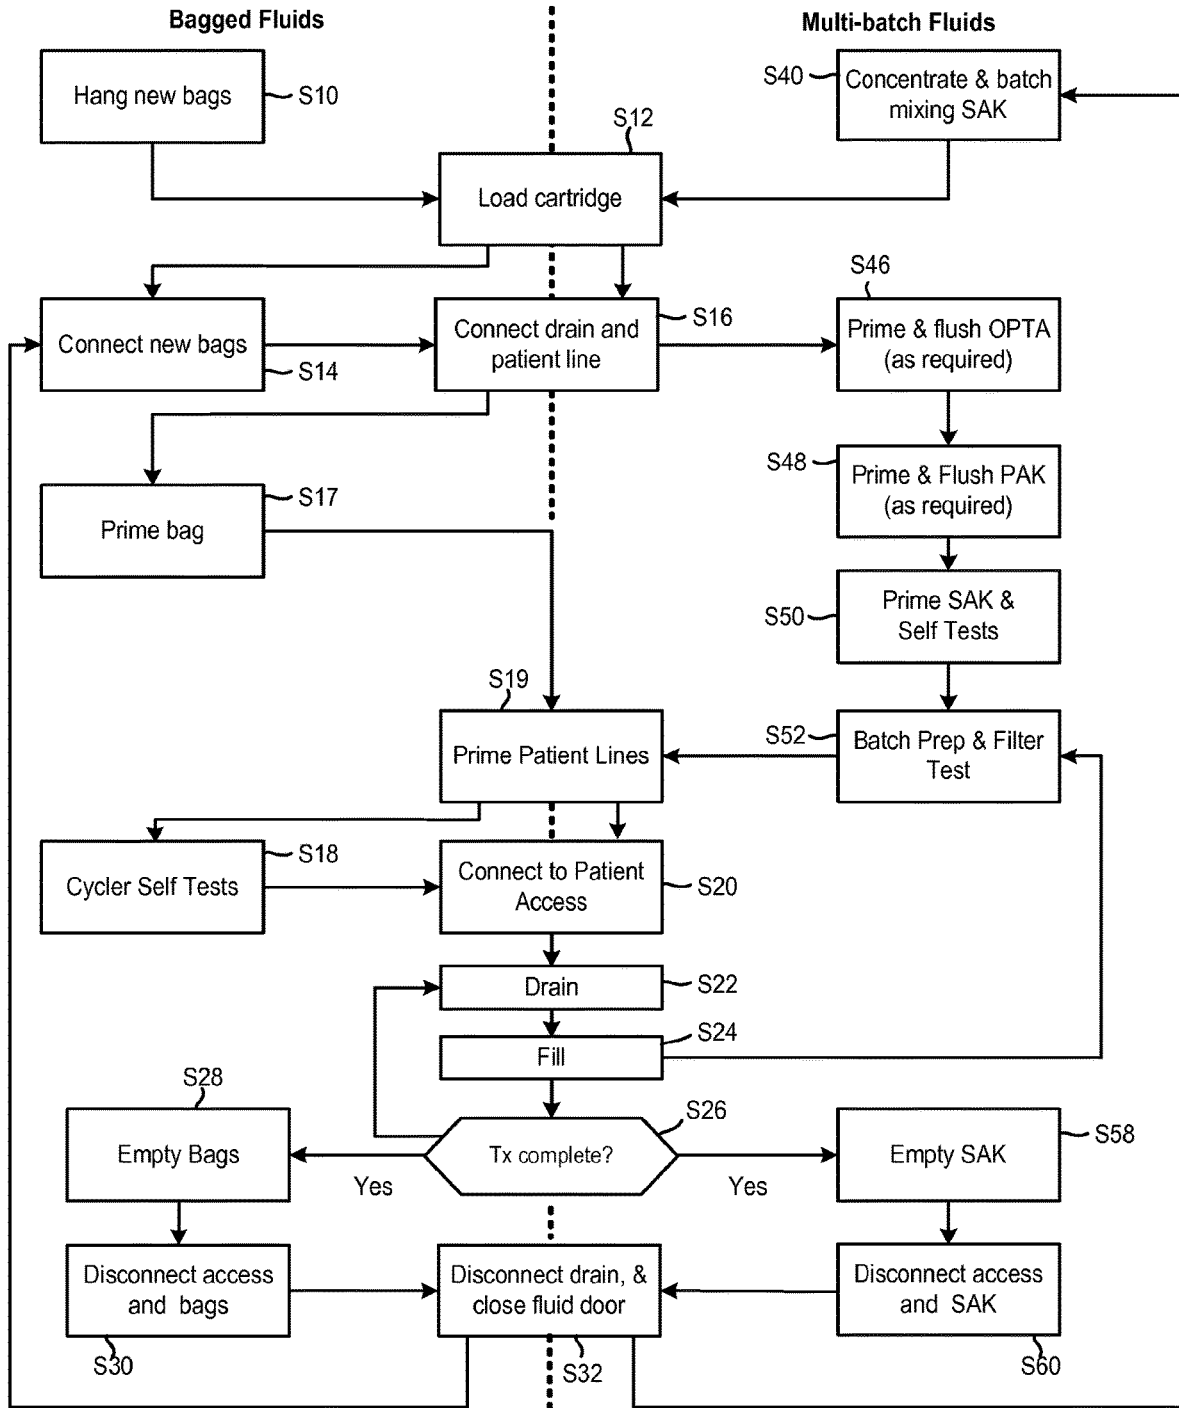 Bagged Fluids
Multi-batch Fluids
Hang new bags
S10
S12
S40
Concentrate & batch
mixing SAK
Load cartridge
S46
Connect new bags
S14
Connect drain and
patient line
S16
Prime & flush OPTA
(as required)
S48
Prime & Flush PAK
(as required)
S17
Prime bag
S50
Prime SAK &
Self Tests
S19
Prime Patient Lines
S52
Batch Prep & Filter
Test
S18
Cycler Self Tests
Connect to Patient
Access
S20
Drain
S22
S24
Fill
S28
Empty Bags
Yes
S26
Tx complete?
Yes
S58
Empty SAK
Disconnect access
and bags
S30
Disconnect drain, &
close fluid door
S32
Disconnect access
and SAK
S60